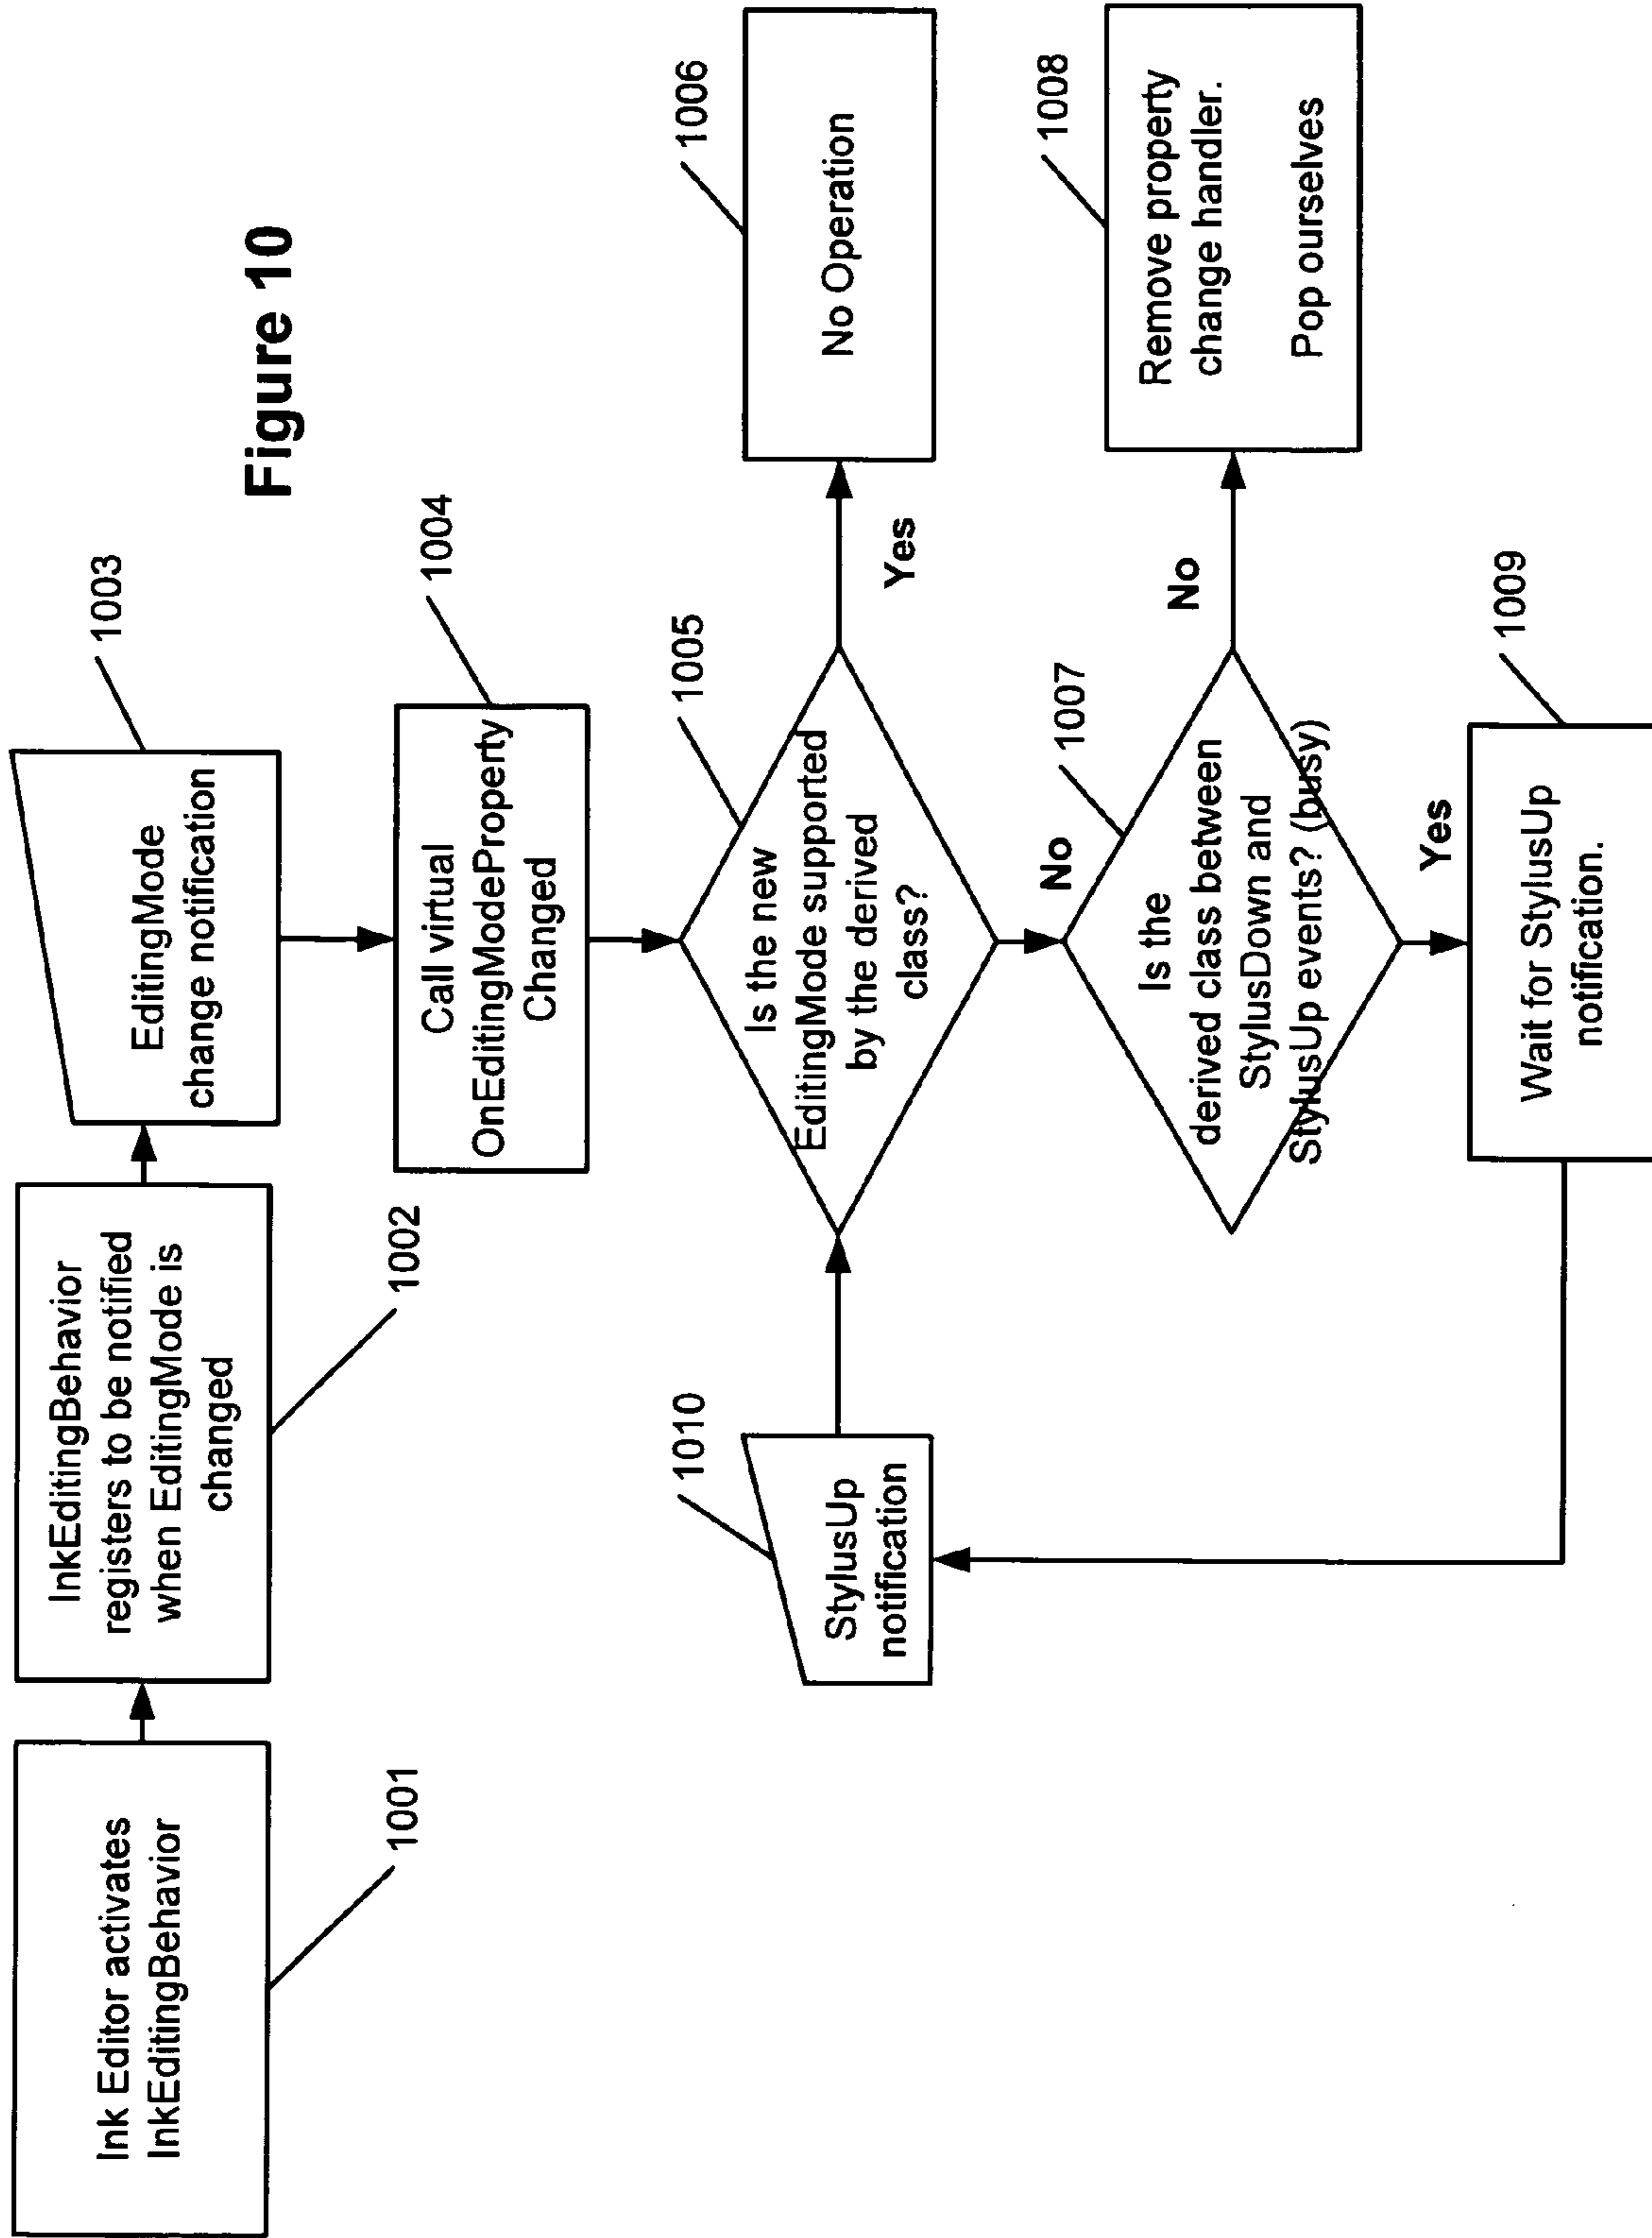 Figure 10
Ink Editor activates
InkEditingBehavior
1001
InkEditingBehavior
registers to be notified
when EditingMode is
changed
1002
EditingMode
change notification
1003
Call virtual
OnEditingModeProperty
Changed
1004
Is the new
EditingMode supported
by the derived
class?
1005
Yes
No Operation
1006
No
Is the
derived class between
StylusDown and
StylusUp events? (busy)
1007
No
Remove property
change handler.
Pop ourselves
1008
Yes
Wait for StylusUp
notification.
1009
StylusUp
notification
1010